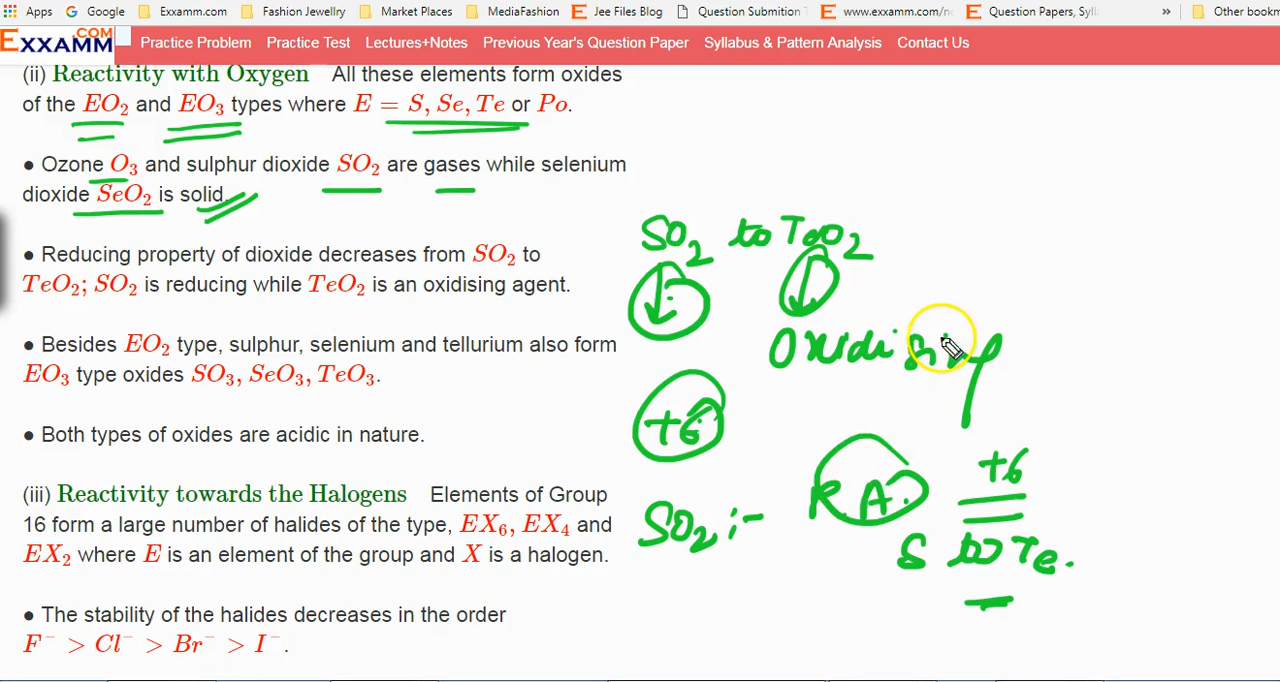 Apps Google Exxamm.com Fashion Jewellry Market Places MediaFashion Jee Files Blog Question Submition T www.exxamm.com/n Question Papers, Syll » Other bookm
EXXAMM.COM Practice Problem Practice Test Lectures+Notes Previous Year's Question Paper Syllabus & Pattern Analysis Contact Us
(ii) Reactivity with Oxygen All these elements form oxides
of the EO₂ and EO₃ types where E = S, Se, Te or Po.
● Ozone O₃ and sulphur dioxide SO₂ are gases while selenium
dioxide SeO₂ is solid.
● Reducing property of dioxide decreases from SO₂ to
TeO₂; SO₂ is reducing while TeO₂ is an oxidising agent.
● Besides EO₂ type, sulphur, selenium and tellurium also form
EO₃ type oxides SO₃, SeO₃, TeO₃.
● Both types of oxides are acidic in nature.
(iii) Reactivity towards the Halogens Elements of Group
16 form a large number of halides of the type, EX₆, EX₄ and
EX₂ where E is an element of the group and X is a halogen.
● The stability of the halides decreases in the order
F⁻ > Cl⁻ > Br⁻ > I⁻.
SO₂ to TeO₂
Oxidising
+6
SO₂ :- R.A. +6
S to Te.